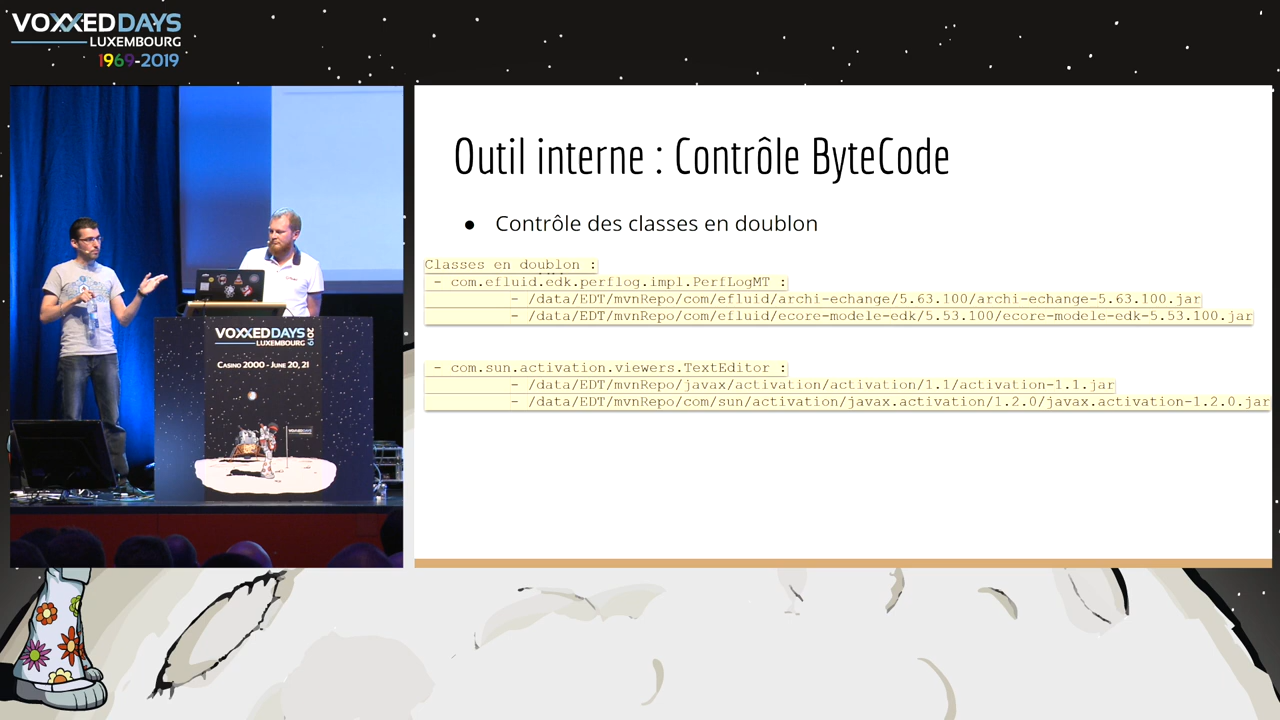 VOXXEDDAYS
LUXEMBOURG
1969-2019
Outil interne : Contrôle ByteCode
● Contrôle des classes en doublon
Classes en doublon :
- com.efluid.edk.perflog.impl.PerfLogMT :
- /data/EDT/mvnRepo/com/efluid/archi-echange/5.63.100/archi-echange-5.63.100.jar
- /data/EDT/mvnRepo/com/efluid/ecore-modele-edk/5.53.100/ecore-modele-edk-5.53.100.jar
- com.sun.activation.viewers.TextEditor :
- /data/EDT/mvnRepo/javax/activation/activation/1.1/activation-1.1.jar
- /data/EDT/mvnRepo/com/sun/activation/javax.activation/1.2.0/javax.activation-1.2.0.jar
VOXXEDDAYS 2019
LUXEMBOURG
CASINO 2000 - JUNE 20, 21